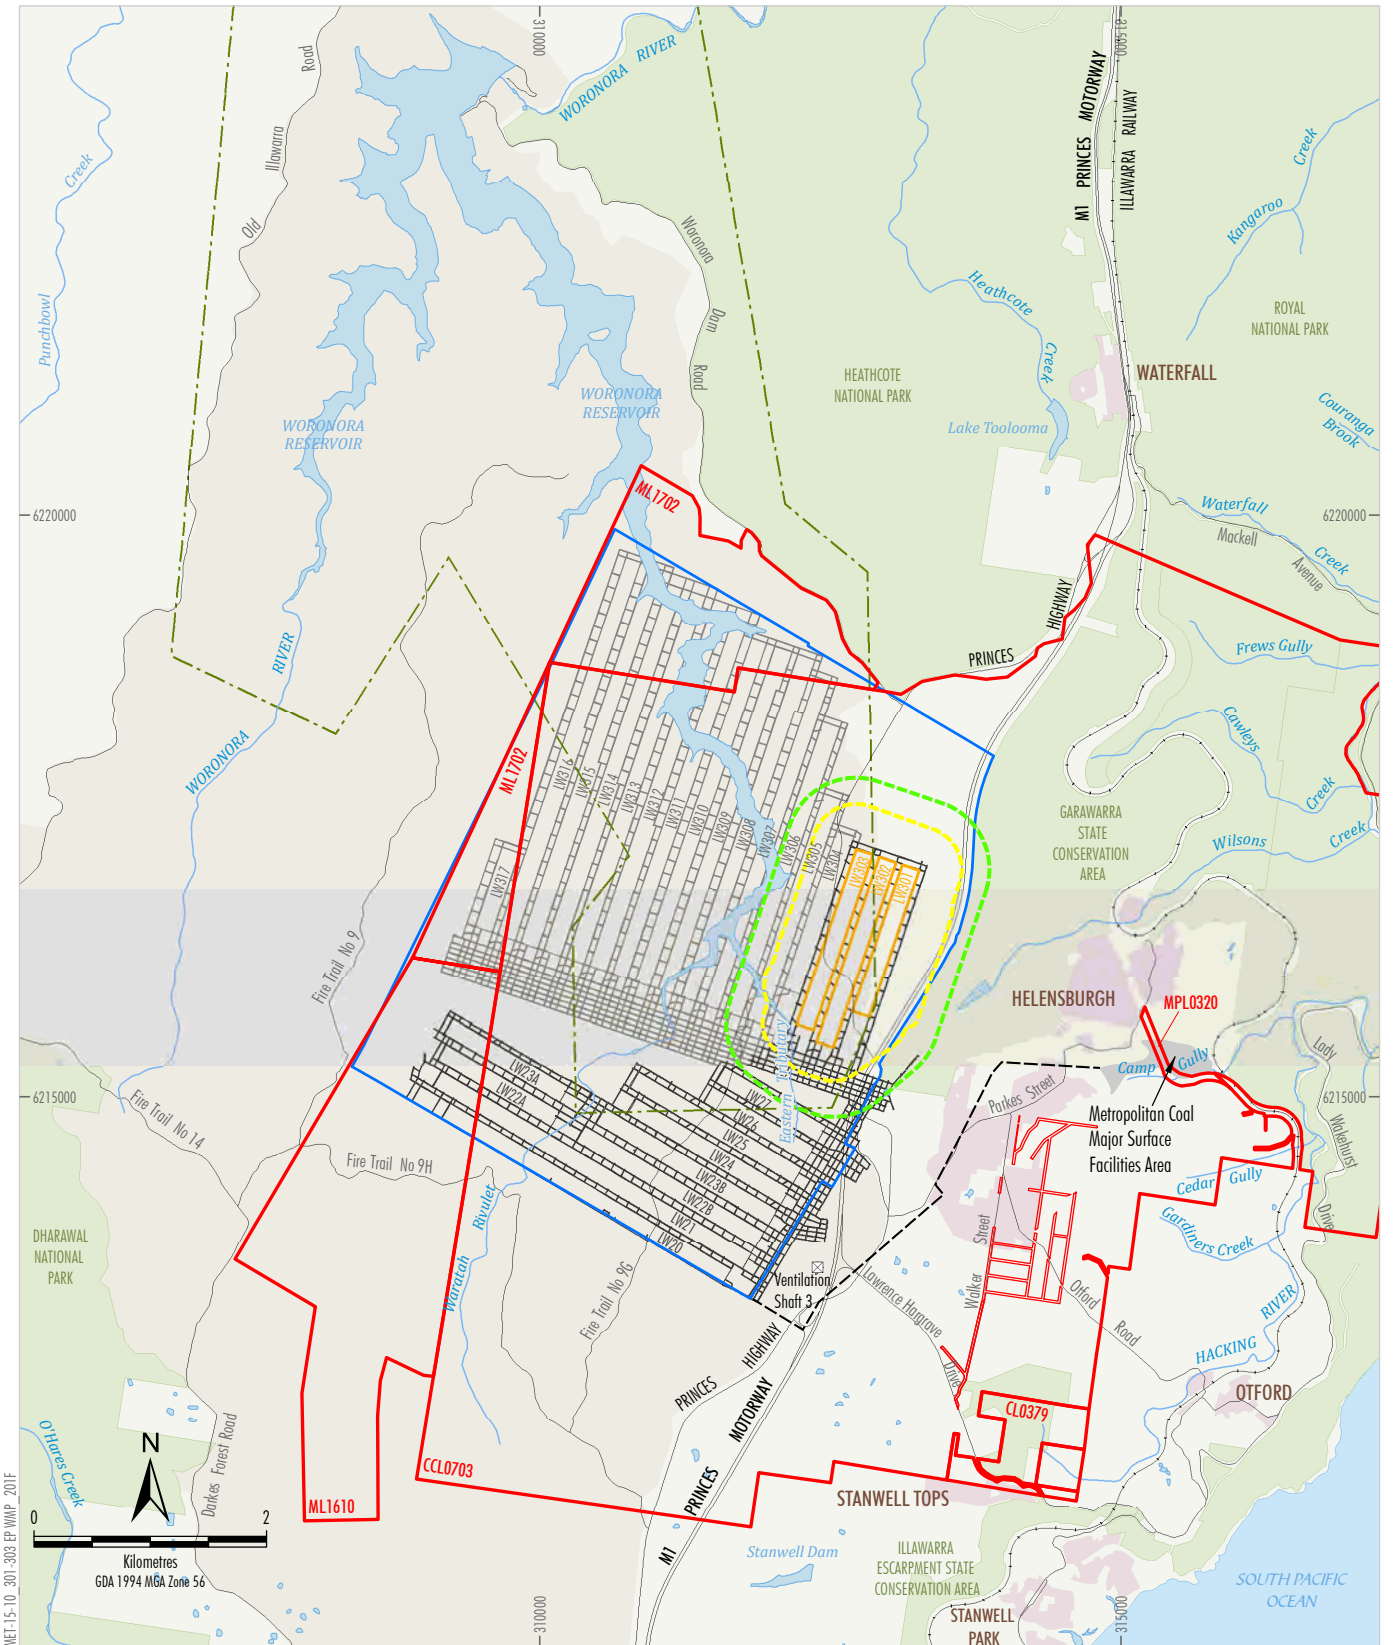 310000
315000
Road
Illawarra
Old
WORONORA RIVER
M1 PRINCES MOTORWAY
ILLAWARRA RAILWAY
Creek
Punchbowl
Creek
Kangaroo
Woronora
Dam
Road
Heathcote
Creek
ROYAL
NATIONAL PARK
HEATHCOTE
NATIONAL PARK
WATERFALL
WORONORA
RESERVOIR
WORONORA
RESERVOIR
Lake Toolooma
Couranga
Brook
ML1702
6220000
6220000
Waterfall
Creek
Mackell
Avenue
HIGHWAY
PRINCES
Frews Gully
RIVER
WORONORA
Cawleys
Creek
ML1702
LW316
LW315
LW314
LW313
LW312
LW311
LW310
LW309
LW308
LW307
LW306
LW305
LW304
LW303
LW302
LW301
LW317
GARAWARRA
STATE
CONSERVATION
AREA
Wilsons
Creek
Fire Trail No 9
HELENSBURGH
MPL0320
Camp Gully
Lady
Wakehurst
Drive
Eastern Tributary
6215000
6215000
LW23A
LW22A
LW27
LW26
LW25
LW24
LW23B
LW22B
LW21
LW20
Parkes Street
Metropolitan Coal
Major Surface
Facilities Area
Fire Trail No 14
Fire Trail No 9H
Cedar Gully
Gardiners Creek
DHARAWAL
NATIONAL
PARK
Waratah Rivulet
Fire Trail No 9G
Ventilation
Shaft 3
Lawrence Hargrave
Drive
Walker Street
Otford
Road
HACKING RIVER
PRINCES HIGHWAY
OTFORD
CL0379
O'Hares Creek
Darkes Forest Road
CCL0703
ML1610
M1 PRINCES MOTORWAY
STANWELL TOPS
Stanwell Dam
ILLAWARRA
ESCARPMENT STATE
CONSERVATION AREA
STANWELL
PARK
SOUTH PACIFIC
OCEAN
N
0 2
Kilometres
GDA 1994 MGA Zone 56
MET-15-10_301-303 EP WMP_201F
310000
315000